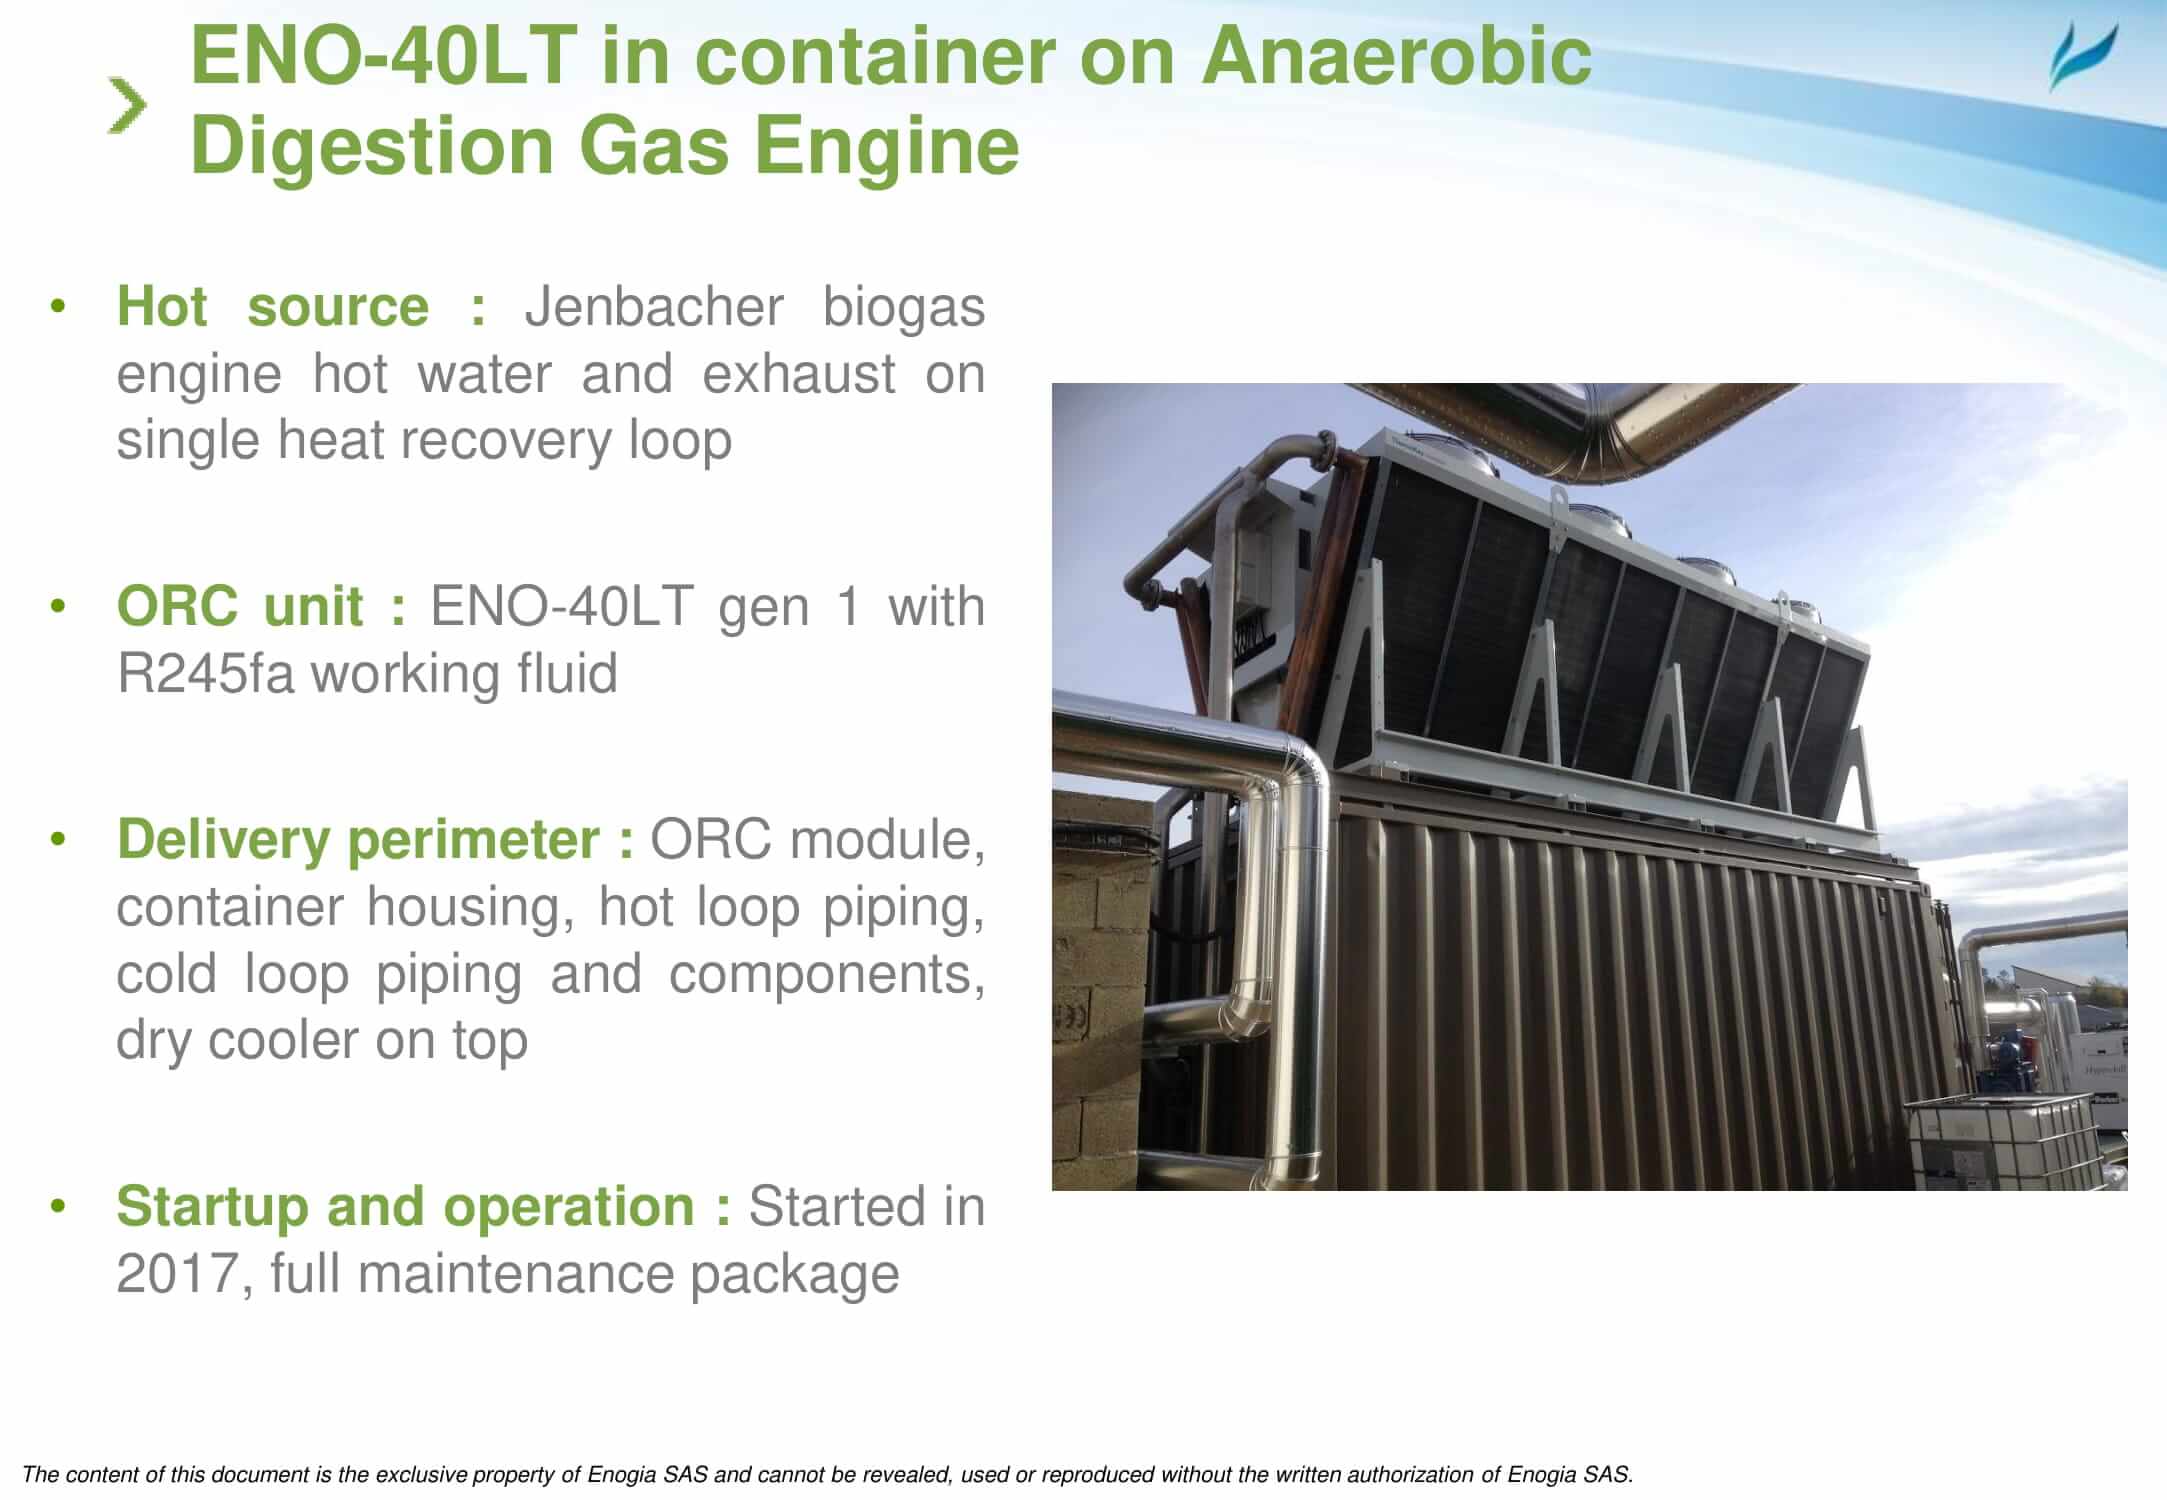 ENO-40LT in container on Anaerobic
Digestion Gas Engine
• Hot source : Jenbacher biogas
engine hot water and exhaust on
single heat recovery loop
• ORC unit : ENO-40LT gen 1 with
R245fa working fluid
• Delivery perimeter : ORC module,
container housing, hot loop piping,
cold loop piping and components,
dry cooler on top
• Startup and operation : Started in
2017, full maintenance package
The content of this document is the exclusive property of Enogia SAS and cannot be revealed, used or reproduced without the written authorization of Enogia SAS.